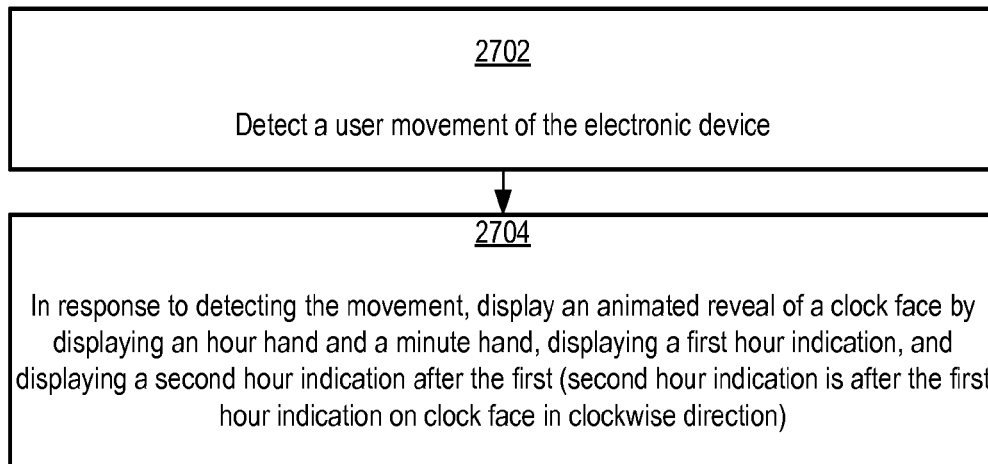 2702
Detect a user movement of the electronic device
2704
In response to detecting the movement, display an animated reveal of a clock face by
displaying an hour hand and a minute hand, displaying a first hour indication, and
displaying a second hour indication after the first (second hour indication is after the first
hour indication on clock face in clockwise direction)